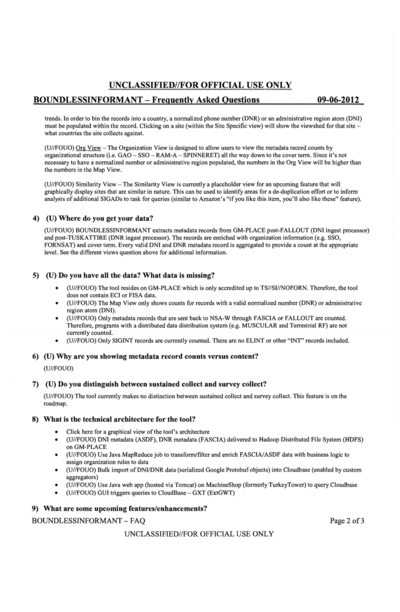 UNCLASSIFIED//FOR OFFICIAL USE ONLY
BOUNDLESSINFORMANT – Frequently Asked Questions 09-06-2012
trends. In order to bin the records into a country, a normalized phone number (DNR) or an administrative region atom (DNI)
must be populated within the record. Clicking on a site (within the Site Specific view) will show the viewshed for that site –
what countries the site collects against.
(U//FOUO) Org View – The Organization View is designed to allow users to view the metadata record counts by
organizational structure (i.e. GAO – SSO – RAM-A – SPINNERET) all the way down to the cover term. Since it's not
necessary to have a normalized number or administrative region populated, the numbers in the Org View will be higher than
the numbers in the Map View.
(U//FOUO) Similarity View – The Similarity View is currently a placeholder view for an upcoming feature that will
graphically display sites that are similar in nature. This can be used to identify areas for a de-duplication effort or to inform
analysts of additional SIGADs to task for queries (similar to Amazon's "if you like this item, you'll also like these" feature).
4) (U) Where do you get your data?
(U//FOUO) BOUNDLESSINFORMANT extracts metadata records from GM-PLACE post-FALLOUT (DNI ingest processor)
and post-TUSKATTIRE (DNR ingest processor). The records are enriched with organization information (e.g. SSO,
FORNSAT) and cover term. Every valid DNI and DNR metadata record is aggregated to provide a count at the appropriate
level. See the different views question above for additional information.
5) (U) Do you have all the data? What data is missing?
• (U//FOUO) The tool resides on GM-PLACE which is only accredited up to TS//SI//NOFORN. Therefore, the tool
does not contain ECI or FISA data.
• (U//FOUO) The Map View only shows counts for records with a valid normalized number (DNR) or administrative
region atom (DNI).
• (U//FOUO) Only metadata records that are sent back to NSA-W through FASCIA or FALLOUT are counted.
Therefore, programs with a distributed data distribution system (e.g. MUSCULAR and Terrestrial RF) are not
currently counted.
• (U//FOUO) Only SIGINT records are currently counted. There are no ELINT or other "INT" records included.
6) (U) Why are you showing metadata record counts versus content?
(U//FOUO)
7) (U) Do you distinguish between sustained collect and survey collect?
(U//FOUO) The tool currently makes no distinction between sustained collect and survey collect. This feature is on the
roadmap.
8) What is the technical architecture for the tool?
• Click here for a graphical view of the tool's architecture
• (U//FOUO) DNI metadata (ASDF), DNR metadata (FASCIA) delivered to Hadoop Distributed File System (HDFS)
on GM-PLACE
• (U//FOUO) Use Java MapReduce job to transform/filter and enrich FASCIA/ASDF data with business logic to
assign organization rules to data
• (U//FOUO) Bulk import of DNI/DNR data (serialized Google Protobuf objects) into Cloudbase (enabled by custom
aggregators)
• (U//FOUO) Use Java web app (hosted via Tomcat) on MachineShop (formerly TurkeyTower) to query Cloudbase
• (U//FOUO) GUI triggers queries to CloudBase – GXT (ExtGWT)
9) What are some upcoming features/enhancements?
BOUNDLESSINFORMANT – FAQ Page 2 of 3
UNCLASSIFIED//FOR OFFICIAL USE ONLY